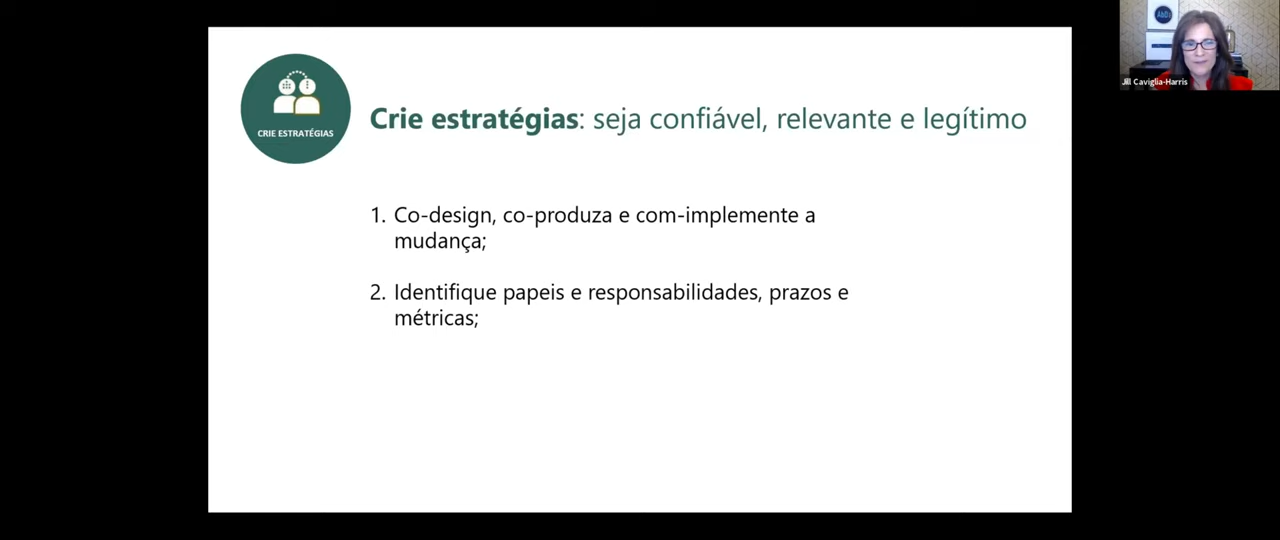 CRIE ESTRATÉGIAS
Crie estratégias: seja confiável, relevante e legítimo
1. Co-design, co-produza e com-implemente a
mudança;
2. Identifique papeis e responsabilidades, prazos e
métricas;
Jill Caviglia-Harris